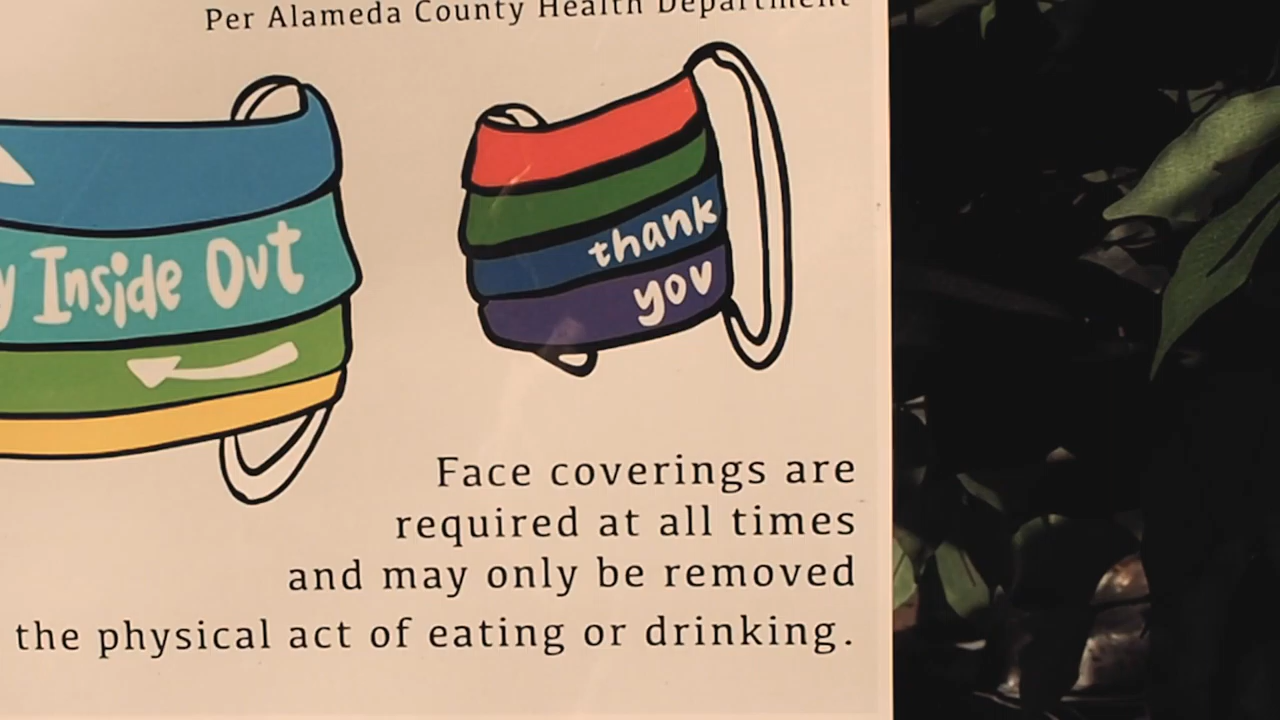 Per Alameda County Health Department
y Inside Out
thank
you
Face coverings are
required at all times
and may only be removed
the physical act of eating or drinking.